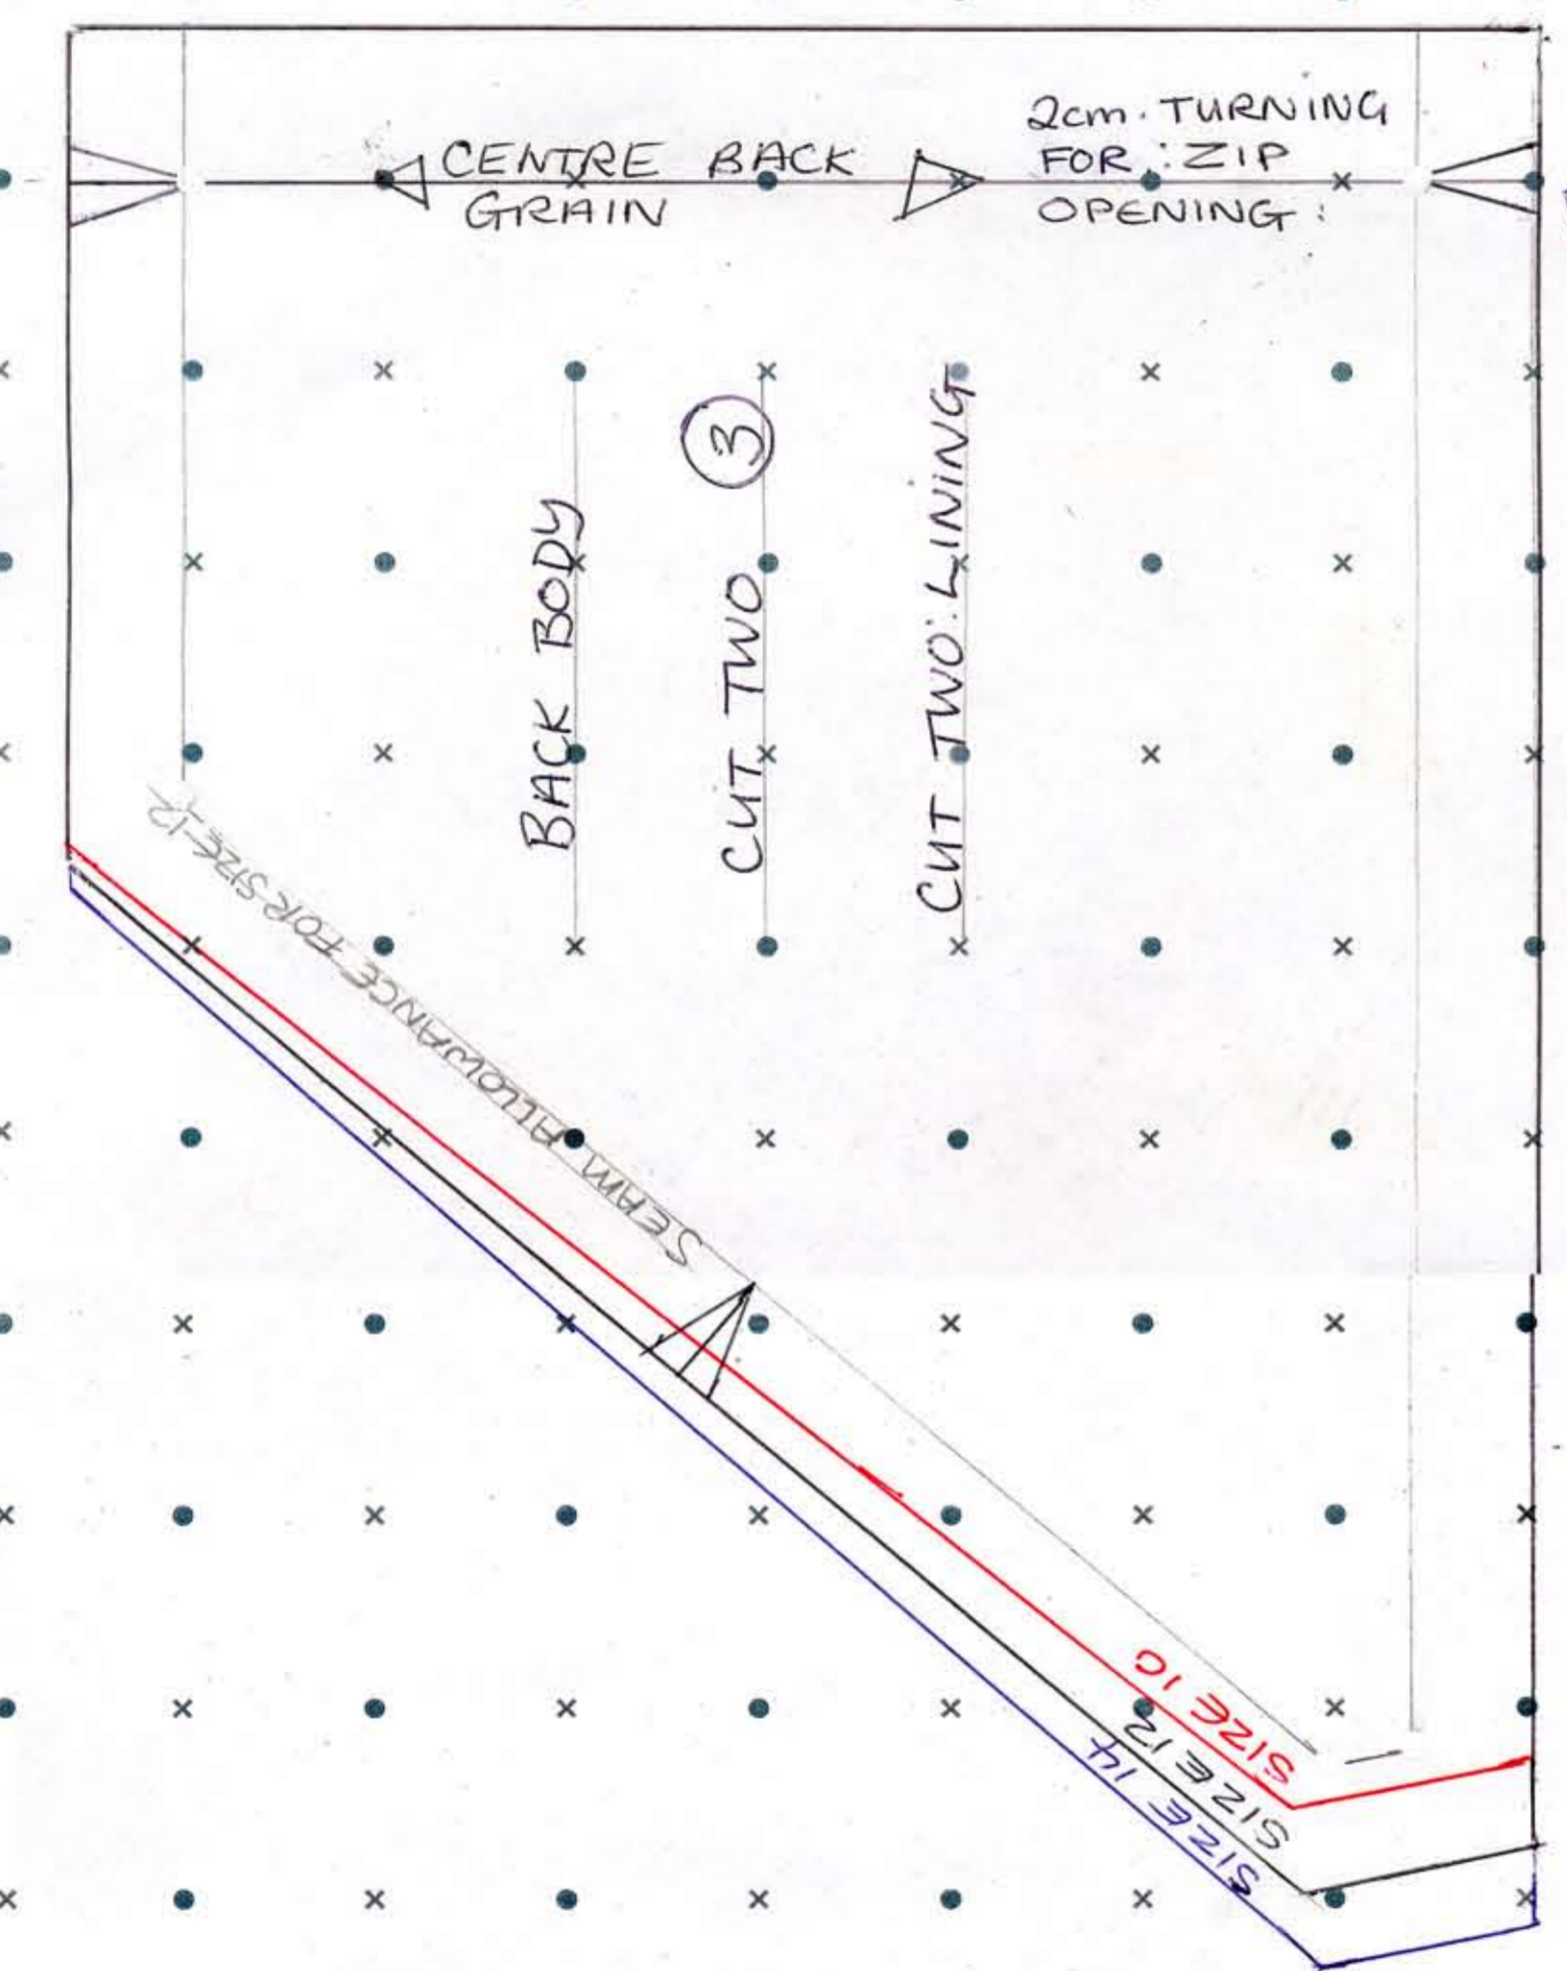 CENTRE BACK
GRAIN
2cm. TURNING
FOR : ZIP
OPENING :
BACK BODY
CUT TWO 3
CUT TWO. LINING
SEAM ALLOWANCE FOR SIZE-12
SIZE 10
SIZE 12
SIZE 14